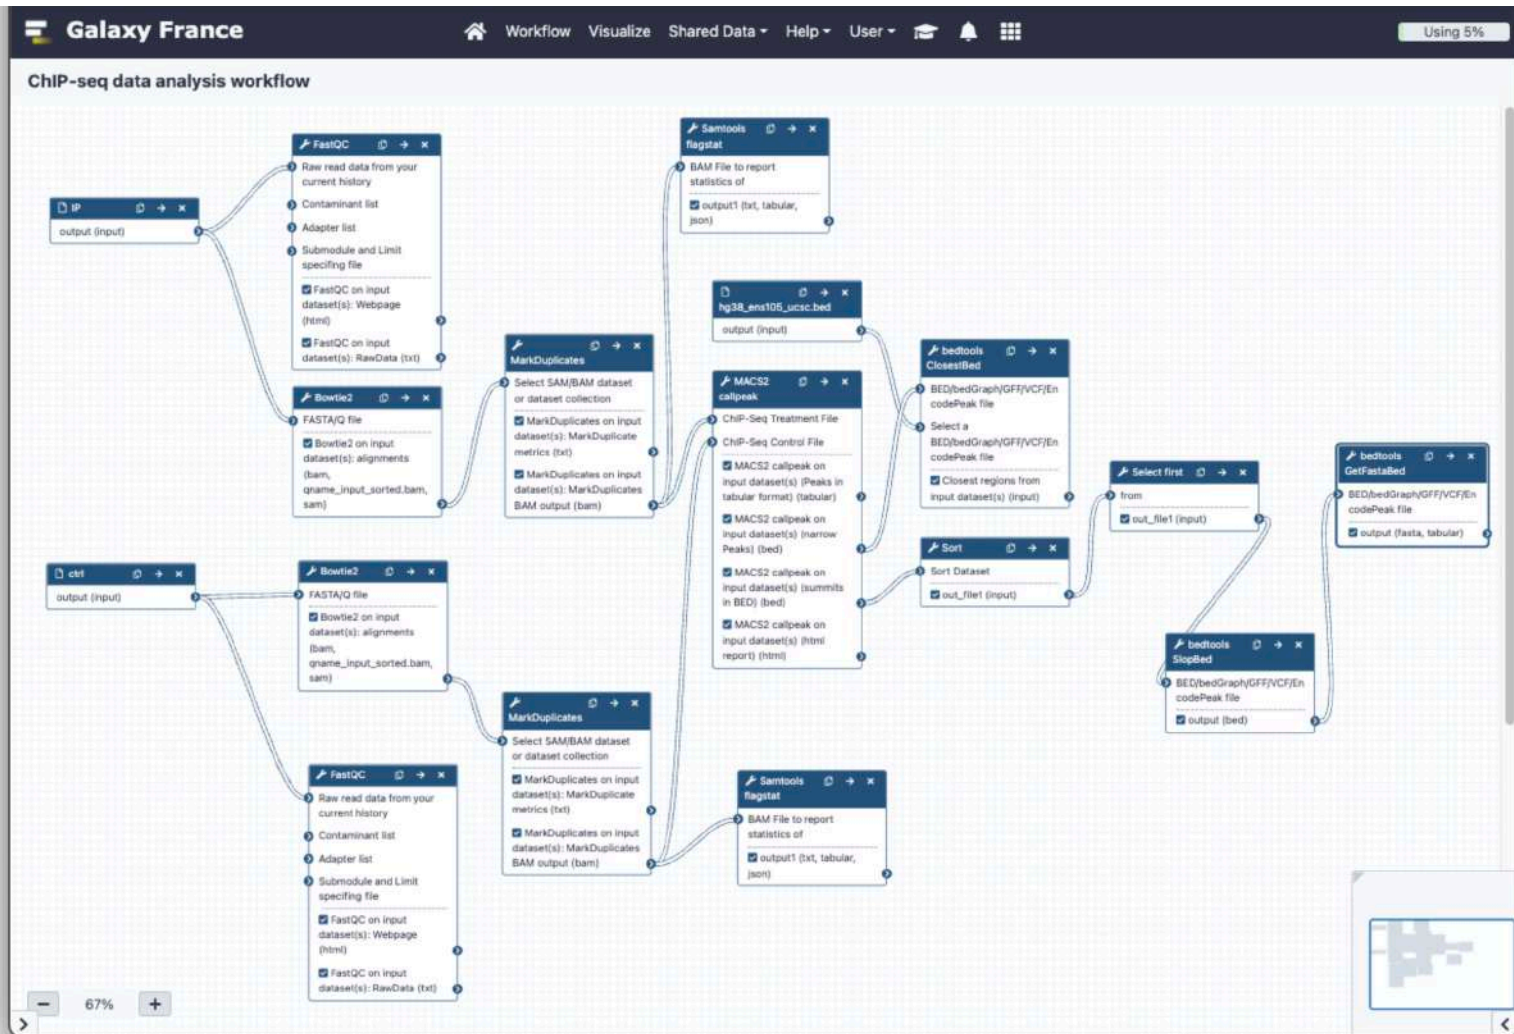 Galaxy France
Workflow Visualize Shared Data Help User
Using 5%
ChIP-seq data analysis workflow
IP
output (input)
FastQC
Raw read data from your
current history
Contaminant list
Adapter list
Submodule and Limit
specifing file
FastQC on input
dataset(s): Webpage
(html)
FastQC on input
dataset(s): RawData (txt)
Bowtie2
FASTA/Q file
Bowtie2 on input
dataset(s): alignments
(bam,
qname_input_sorted.bam,
sam)
MarkDuplicates
Select SAM/BAM dataset
or dataset collection
MarkDuplicates on input
dataset(s): MarkDuplicate
metrics (txt)
MarkDuplicates on input
dataset(s): MarkDuplicates
BAM output (bam)
Samtools
flagstat
BAM File to report
statistics of
output1 (txt, tabular,
json)
hg38_ens105_ucsc.bed
output (input)
MACS2
callpeak
ChIP-Seq Treatment File
ChIP-Seq Control File
MACS2 callpeak on
input dataset(s) (Peaks in
tabular format) (tabular)
MACS2 callpeak on
input dataset(s) (narrow
Peaks) (bed)
MACS2 callpeak on
input dataset(s) (summits
in BED) (bed)
MACS2 callpeak on
input dataset(s) (html
report) (html)
bedtools
ClosestBed
BED/bedGraph/GFF/VCF/En
codePeak file
Select a
BED/bedGraph/GFF/VCF/En
codePeak file
Closest regions from
input dataset(s) (input)
Sort
Sort Dataset
out_file1 (input)
Select first
from
out_file1 (input)
bedtools
GetFastaBed
BED/bedGraph/GFF/VCF/En
codePeak file
output (fasta, tabular)
bedtools
SlopBed
BED/bedGraph/GFF/VCF/En
codePeak file
output (bed)
ctrl
output (input)
Bowtie2
FASTA/Q file
Bowtie2 on input
dataset(s): alignments
(bam,
qname_input_sorted.bam,
sam)
MarkDuplicates
Select SAM/BAM dataset
or dataset collection
MarkDuplicates on input
dataset(s): MarkDuplicate
metrics (txt)
MarkDuplicates on input
dataset(s): MarkDuplicates
BAM output (bam)
FastQC
Raw read data from your
current history
Contaminant list
Adapter list
Submodule and Limit
specifing file
FastQC on input
dataset(s): Webpage
(html)
FastQC on input
dataset(s): RawData (txt)
Samtools
flagstat
BAM File to report
statistics of
output1 (txt, tabular,
json)
67%